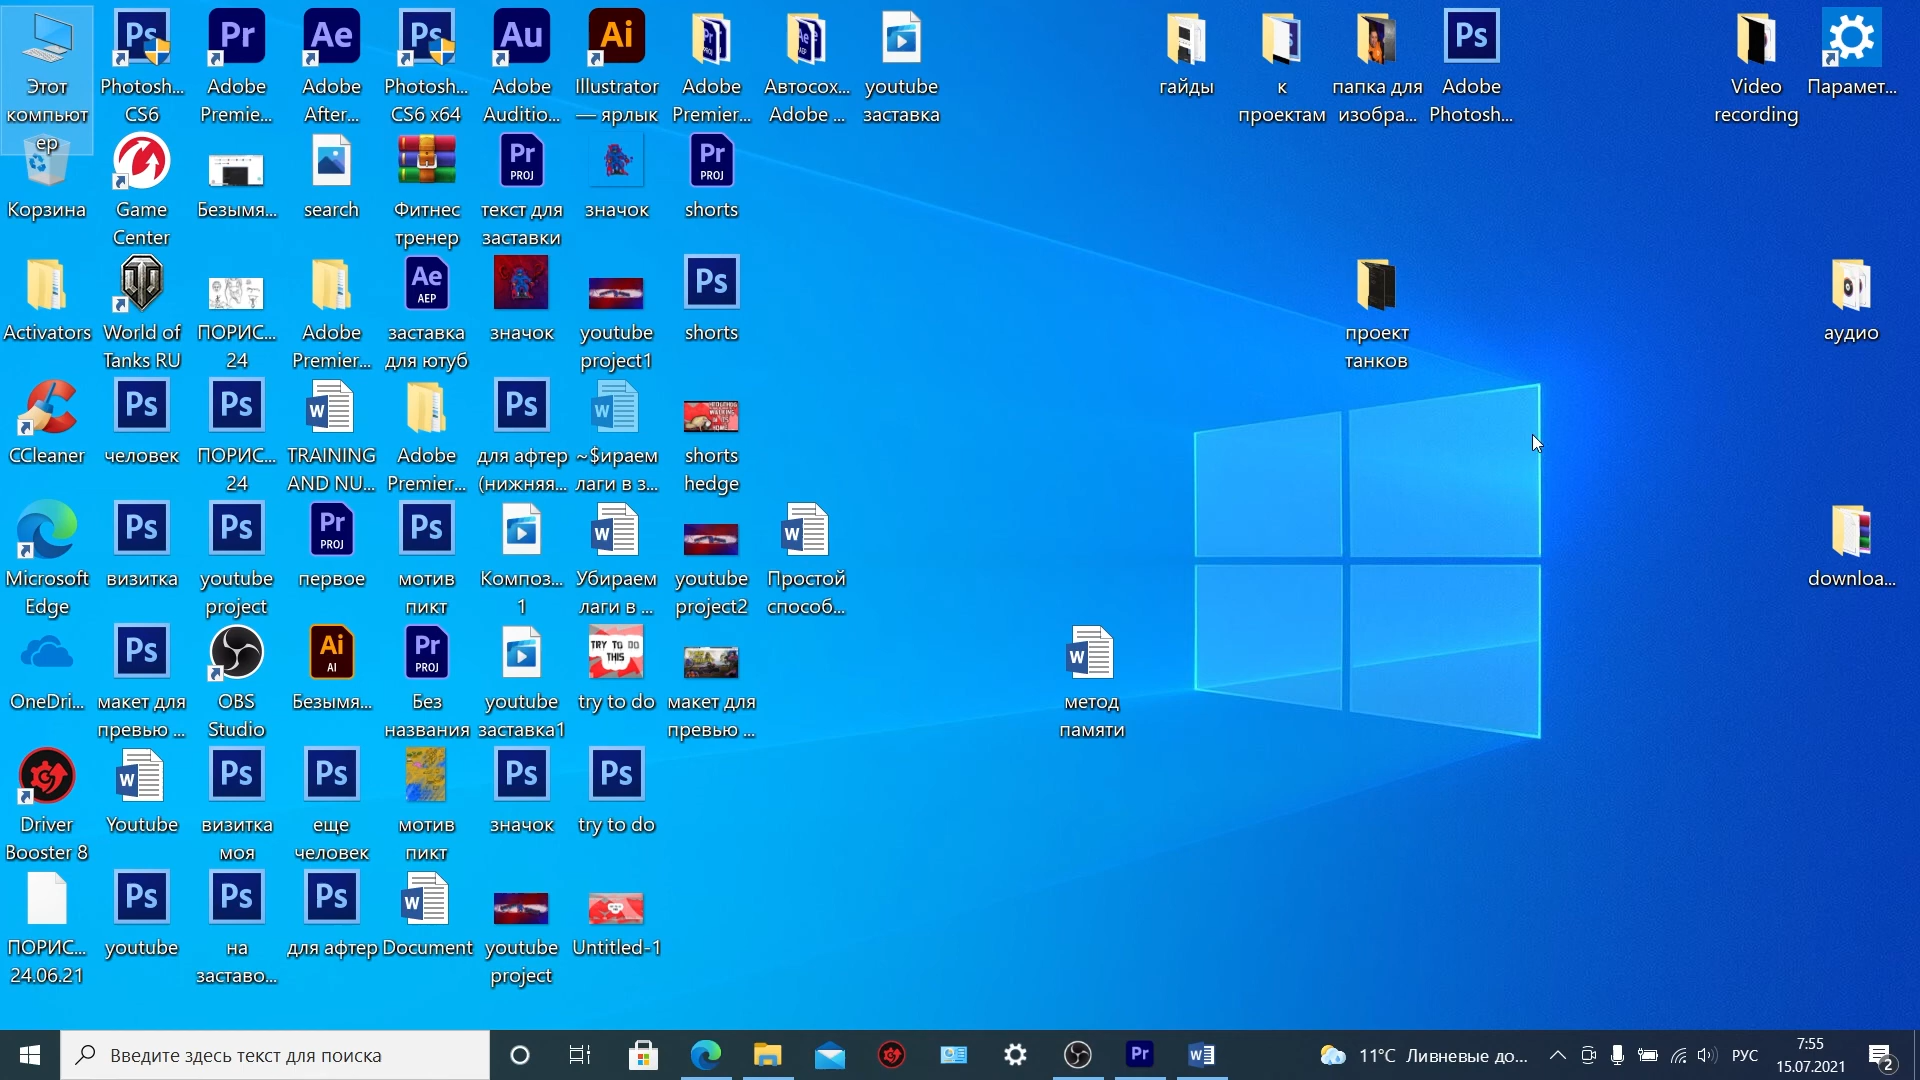 Этот компьютер
Photosh... CS6
Adobe Premie...
Adobe After...
Photosh... CS6 x64
Adobe Auditio...
Illustrator — ярлык
Adobe Premier...
Автосох... Adobe ...
youtube заставка
гайды
к проектам
папка для изобра...
Adobe Photosh...
Video recording
Парамет...
Корзина
Game Center
Безымя...
search
Фитнес тренер
текст для заставки
значок
shorts
Activators
World of Tanks RU
ПОРИС... 24
Adobe Premier...
заставка для ютуб
значок
youtube project1
shorts
проект танков
аудио
CCleaner
человек
ПОРИС... 24
TRAINING AND NU...
Adobe Premier...
для афтер (нижняя...
~$ираем лаги в з...
shorts hedge
Microsoft Edge
визитка
youtube project
первое
мотив пикт
Композ... 1
Убираем лаги в ...
youtube project2
Простой способ...
downloa...
OneDri...
макет для превью ...
OBS Studio
Безымя...
Без названия
youtube заставка1
TRY TO DO THIS
try to do
макет для превью ...
метод памяти
Driver Booster 8
Youtube
визитка моя
еще человек
мотив пикт
значок
try to do
ПОРИС... 24.06.21
youtube
на заставо...
для афтер
Document
youtube project
Untitled-1
Введите здесь текст для поиска
11°C Ливневые до...
РУС
7:55
15.07.2021
2